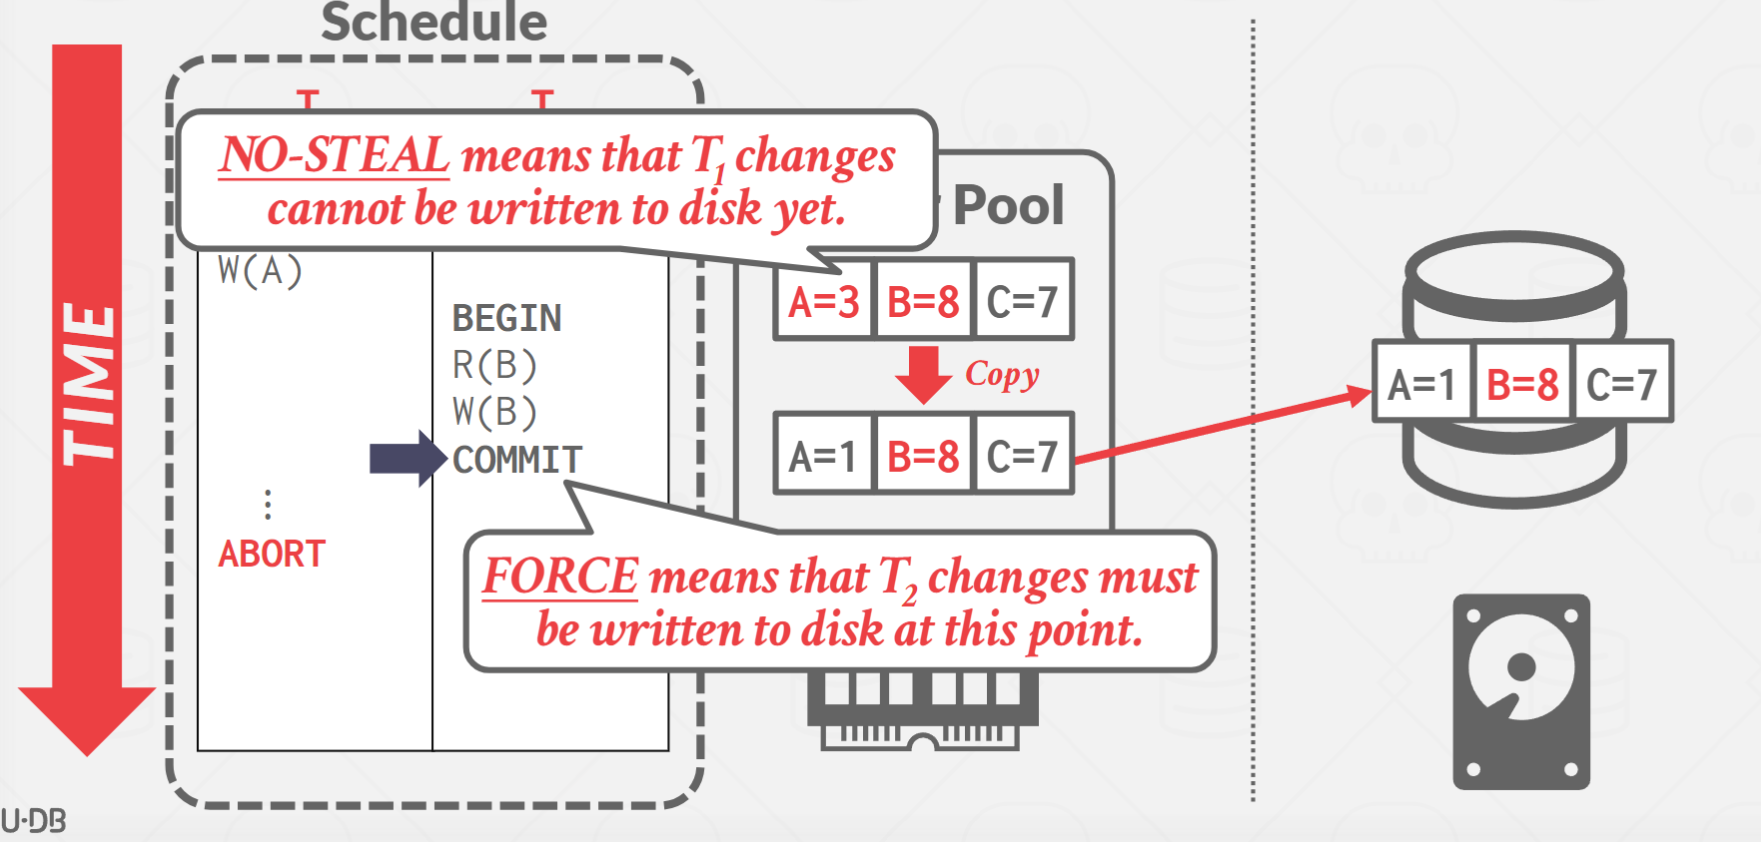 Schedule
T T
NO-STEAL means that T1 changes
cannot be written to disk yet.
Pool
W(A)
A=3 B=8 C=7
BEGIN
R(B)
Copy
W(B)
A=1 B=8 C=7
COMMIT
A=1 B=8 C=7
⋮
ABORT
FORCE means that T2 changes must
be written to disk at this point.
TIME
U·DB